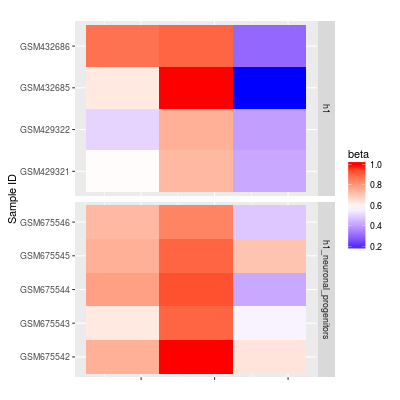 GSM432686
GSM432685
GSM429322
GSM429321
h1
GSM675546
GSM675545
GSM675544
GSM675543
GSM675542
h1_neuronal_progenitors
Sample ID
beta
1.0
0.8
0.6
0.4
0.2